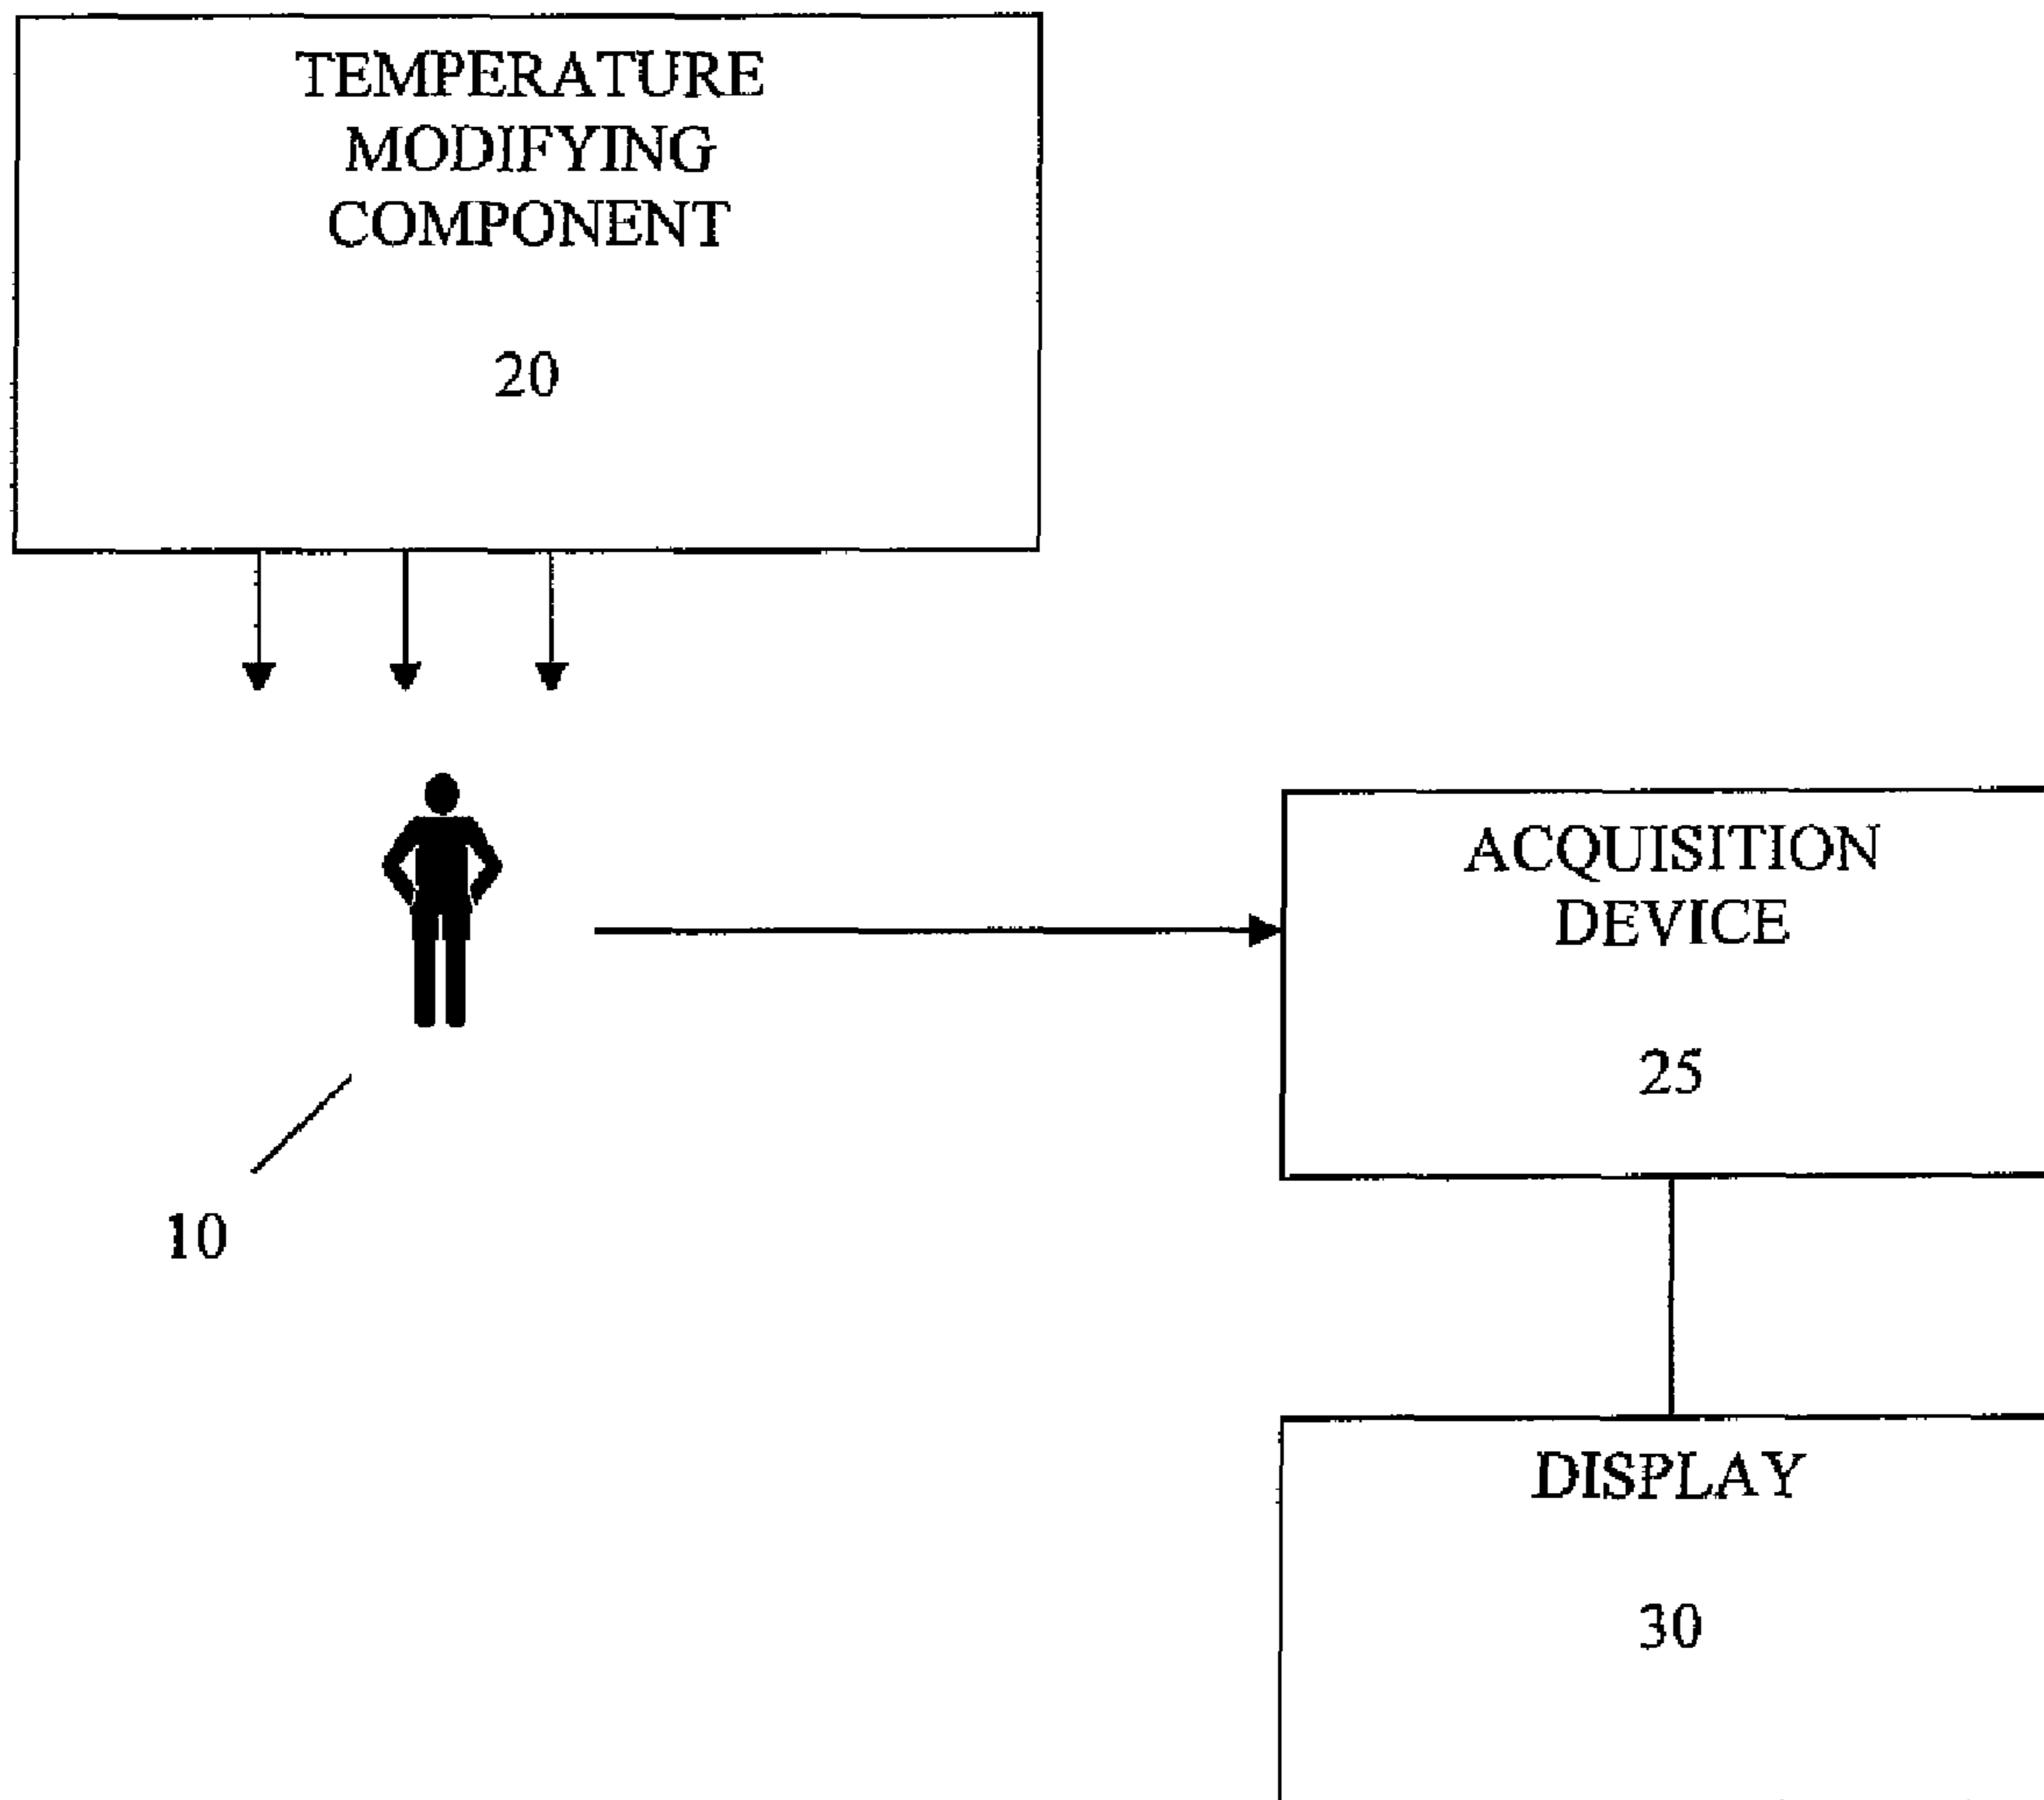 TEMPERATURE
MODIFYING
COMPONENT
20
ACQUISITION
DEVICE
25
10
DISPLAY
30